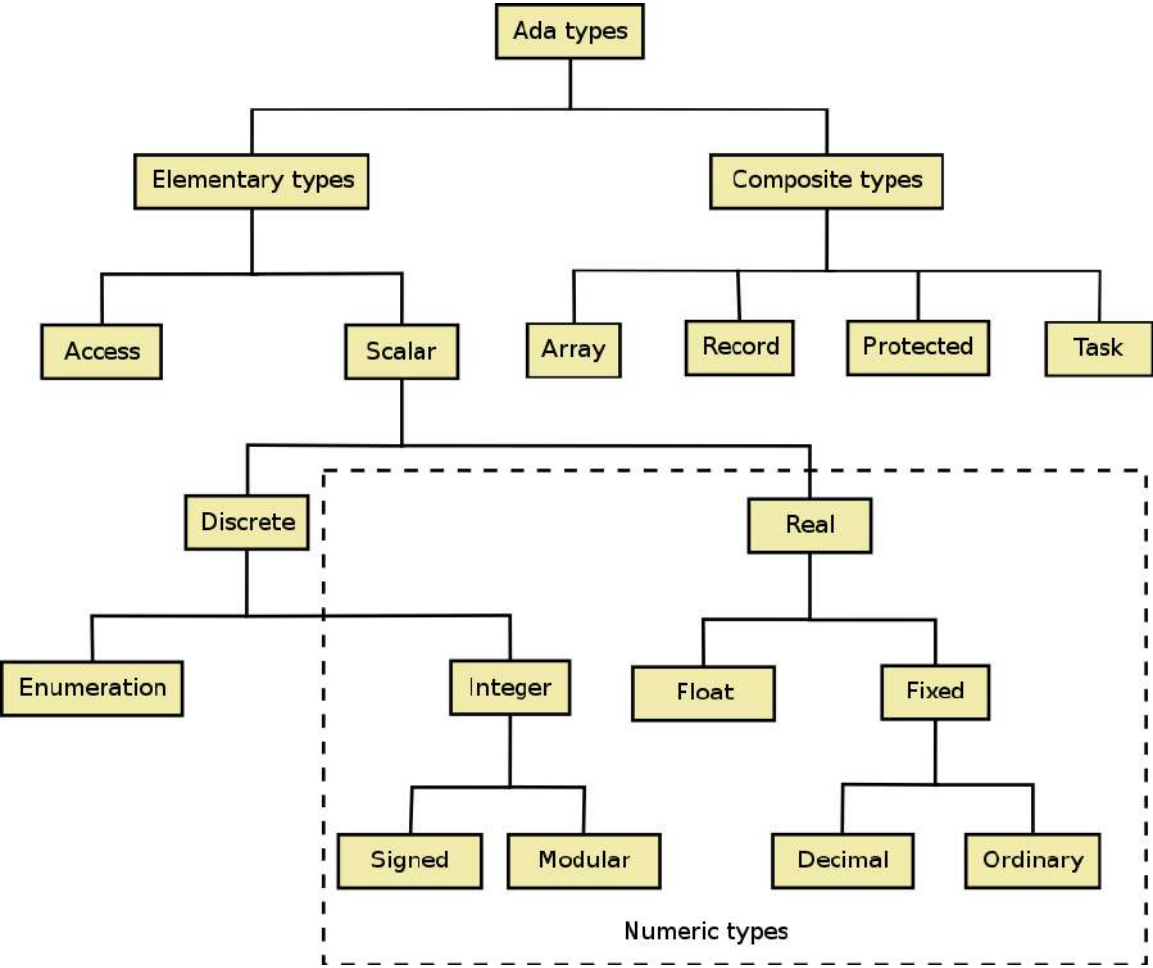 Ada types
Elementary types
Composite types
Access
Scalar
Array
Record
Protected
Task
Discrete
Real
Enumeration
Integer
Float
Fixed
Signed
Modular
Decimal
Ordinary
Numeric types